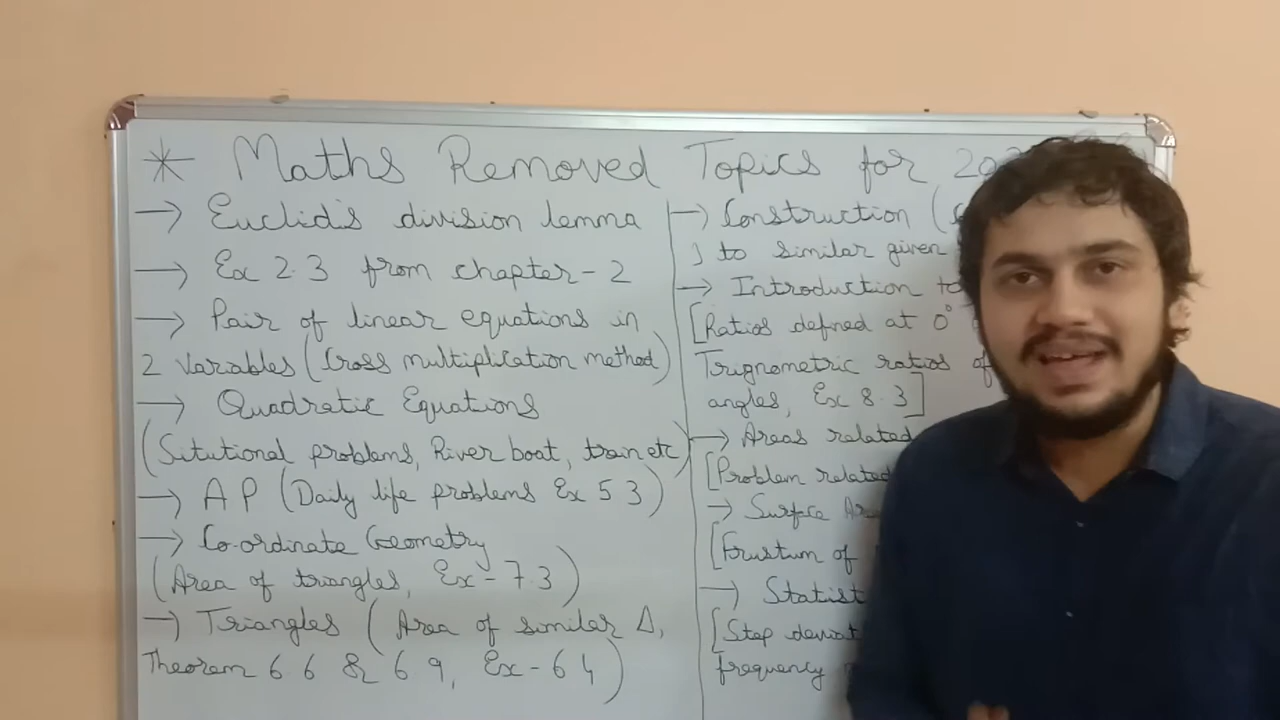 * Maths Removed Topics for 202
→ Euclid's division lemma
→ Ex 2.3 from chapter - 2
→ Pair of linear equations in
2 Variables (Cross multiplication method)
→ Quadratic Equations
(Situtional problems, River boat, train etc)
→ AP (Daily life problems Ex 5 3)
→ Co-ordinate Geometry
(Area of triangles, Ex - 7.3)
→ Triangles (Area of similar Δ,
Theorem 6 6 & 6 9, Ex - 6 4)
→ Construction (
to similar given
→ Introduction to
[Ratios defined at 0°
Trignometric ratios of
angles, Ex 8.3]
→ Areas related
[Problem related
→ Surface
[Frustum of
→ Statist
[Step deviat
frequency